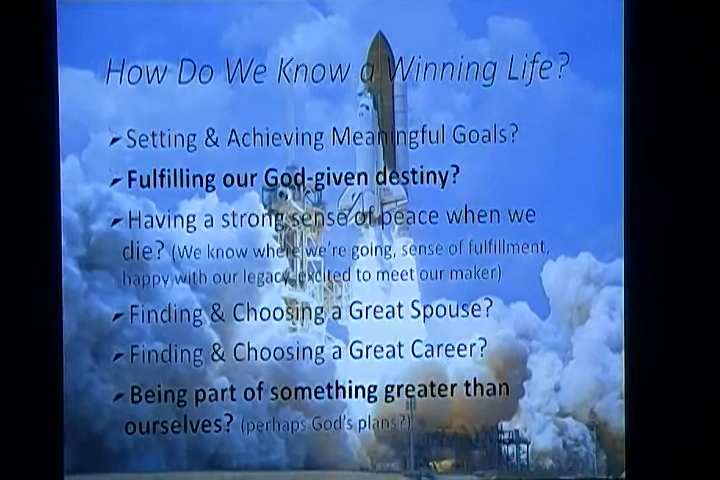 How Do We Know a Winning Life?
➢Setting & Achieving Meaningful Goals?
➢Fulfilling our God-given destiny?
➢Having a strong sense of peace when we
die? (We know where we're going, sense of fulfillment,
happy with our legacy, excited to meet our maker)
➢Finding & Choosing a Great Spouse?
➢Finding & Choosing a Great Career?
➢Being part of something greater than
ourselves? (perhaps God's plans?)